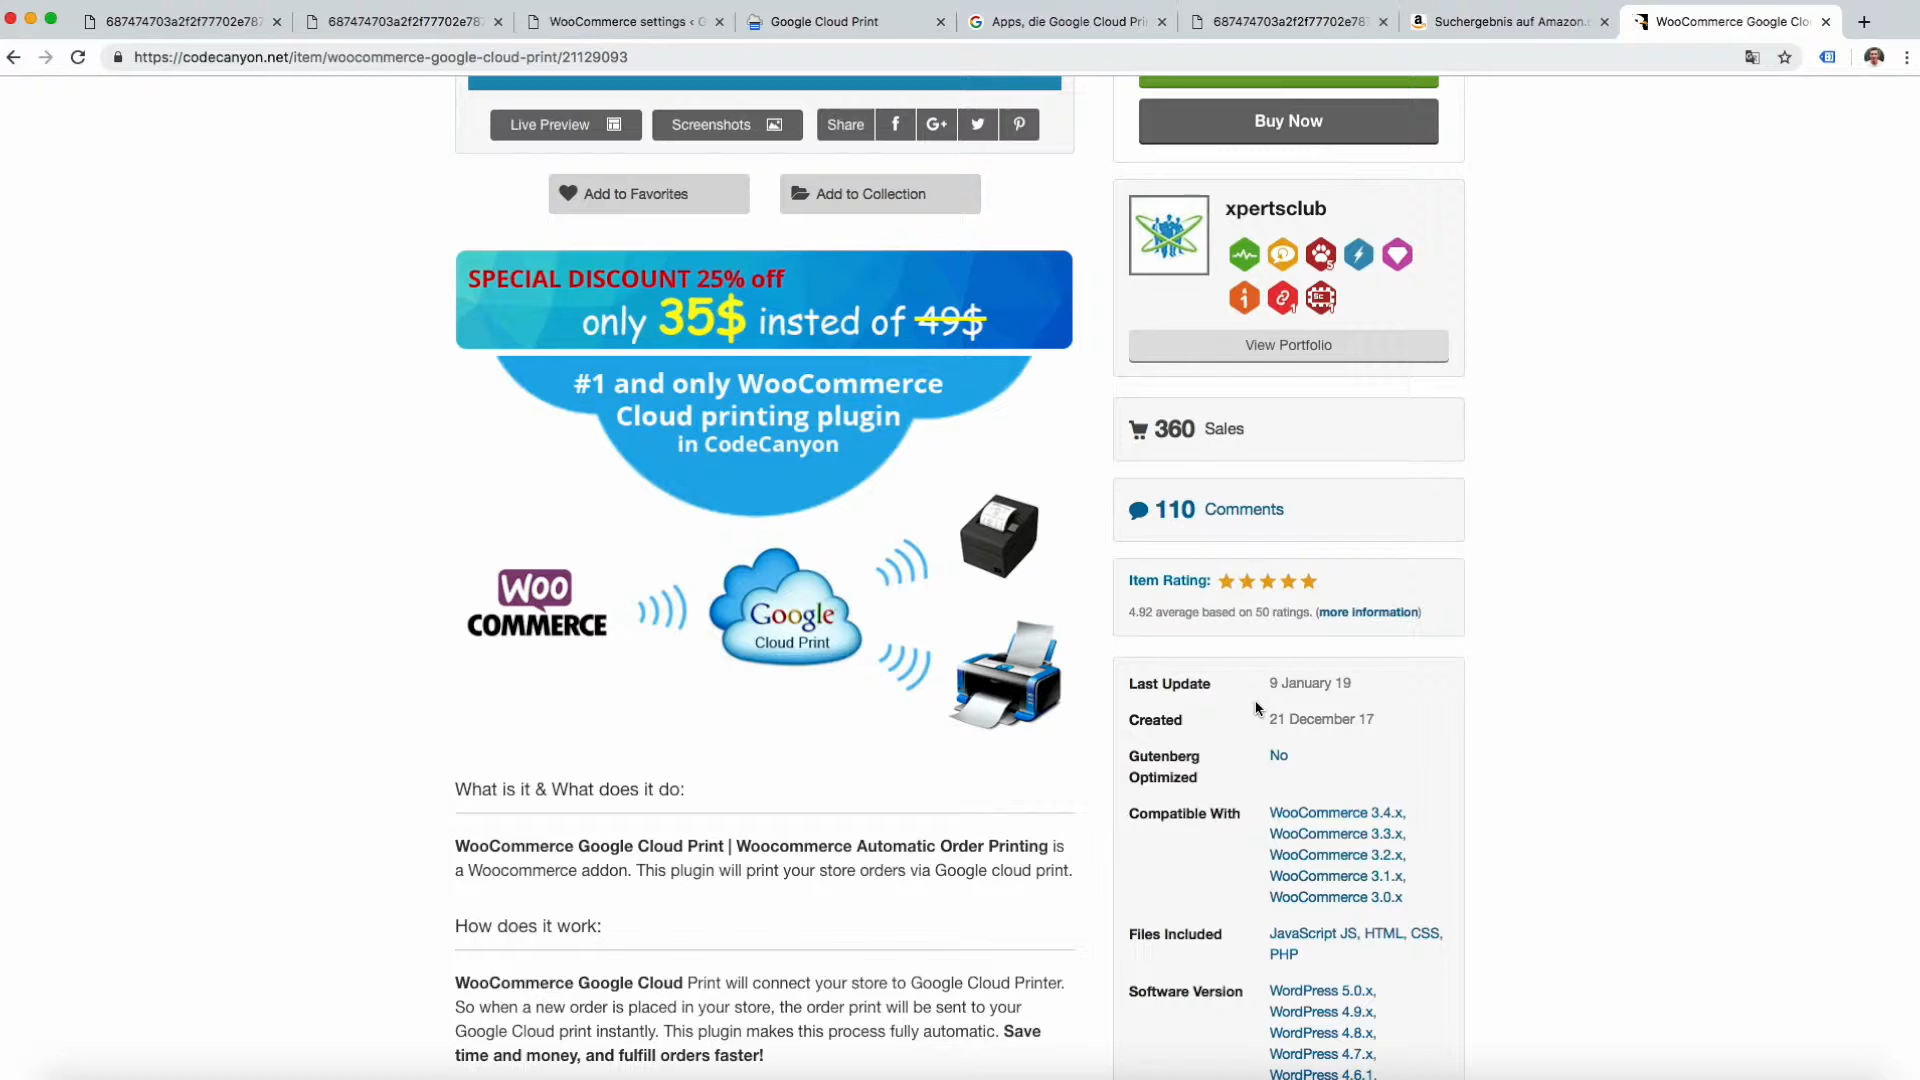 687474703a2f2f77702e787
687474703a2f2f77702e787
WooCommerce settings ‹ G
Google Cloud Print
Apps, die Google Cloud Pri
687474703a2f2f77702e787
Suchergebnis auf Amazon.
WooCommerce Google Clo
https://codecanyon.net/item/woocommerce-google-cloud-print/21129093
Live Preview
Screenshots
Share
Buy Now
Add to Favorites
Add to Collection
SPECIAL DISCOUNT 25% off
only 35$ insted of 49$
#1 and only WooCommerce
Cloud printing plugin
in CodeCanyon
WOO
COMMERCE
Google
Cloud Print
What is it & What does it do:
WooCommerce Google Cloud Print | Woocommerce Automatic Order Printing is
a Woocommerce addon. This plugin will print your store orders via Google cloud print.
How does it work:
WooCommerce Google Cloud Print will connect your store to Google Cloud Printer.
So when a new order is placed in your store, the order print will be sent to your
Google Cloud print instantly. This plugin makes this process fully automatic. Save
time and money, and fulfill orders faster!
xpertsclub
View Portfolio
360 Sales
110 Comments
Item Rating:
4.92 average based on 50 ratings. (more information)
Last Update 9 January 19
Created 21 December 17
Gutenberg No
Optimized
Compatible With WooCommerce 3.4.x,
WooCommerce 3.3.x,
WooCommerce 3.2.x,
WooCommerce 3.1.x,
WooCommerce 3.0.x
Files Included JavaScript JS, HTML, CSS,
PHP
Software Version WordPress 5.0.x,
WordPress 4.9.x,
WordPress 4.8.x,
WordPress 4.7.x,
WordPress 4.6.1,